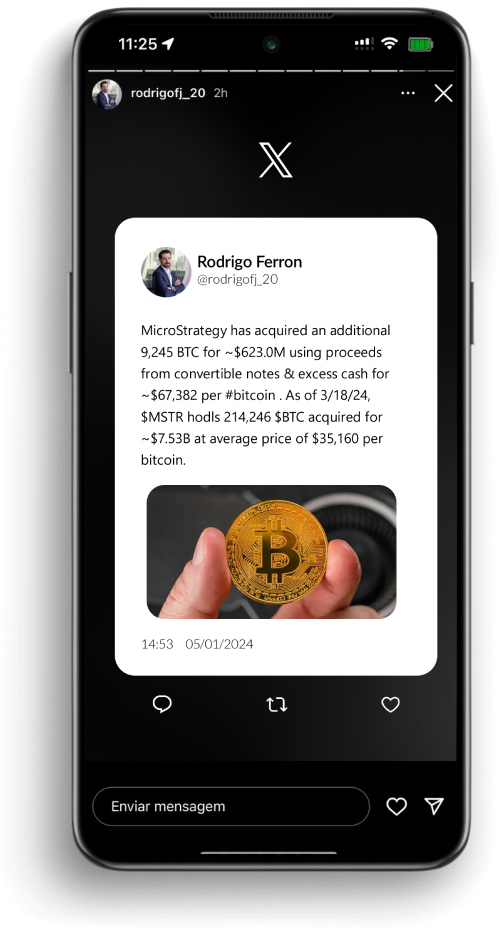 11:25
rodrigofj_20 2h
Rodrigo Ferron
@rodrigofj_20
MicroStrategy has acquired an additional
9,245 BTC for ~$623.0M using proceeds
from convertible notes & excess cash for
~$67,382 per #bitcoin . As of 3/18/24,
$MSTR hodls 214,246 $BTC acquired for
~$7.53B at average price of $35,160 per
bitcoin.
14:53 05/01/2024
Enviar mensagem